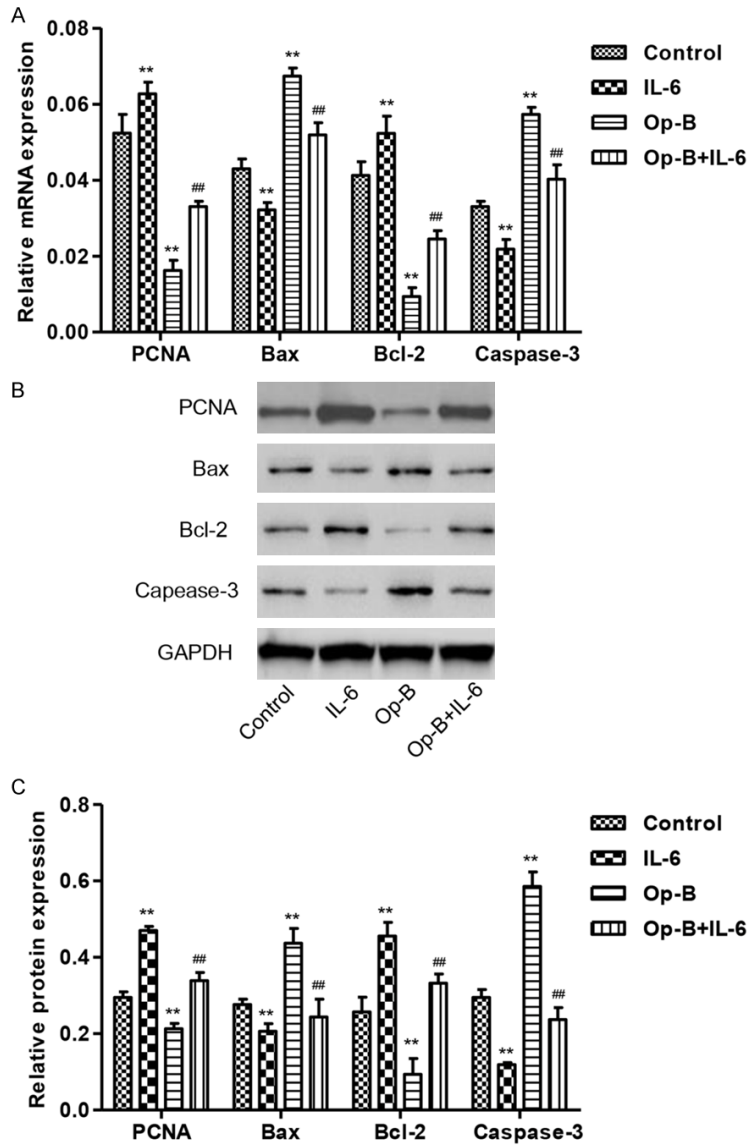 A
Relative mRNA expression
0.08
0.06
0.04
0.02
0.00
** ** ## ** ** ## ** ** ## ** ** ##
PCNA Bax Bcl-2 Caspase-3
Control
IL-6
Op-B
Op-B+IL-6
B
PCNA
Bax
Bcl-2
Capease-3
GAPDH
Control IL-6 Op-B Op-B+IL-6
C
Relative protein expression
0.8
0.6
0.4
0.2
0.0
** ** ## ** ** ## ** ** ## ** ** ##
PCNA Bax Bcl-2 Caspase-3
Control
IL-6
Op-B
Op-B+IL-6